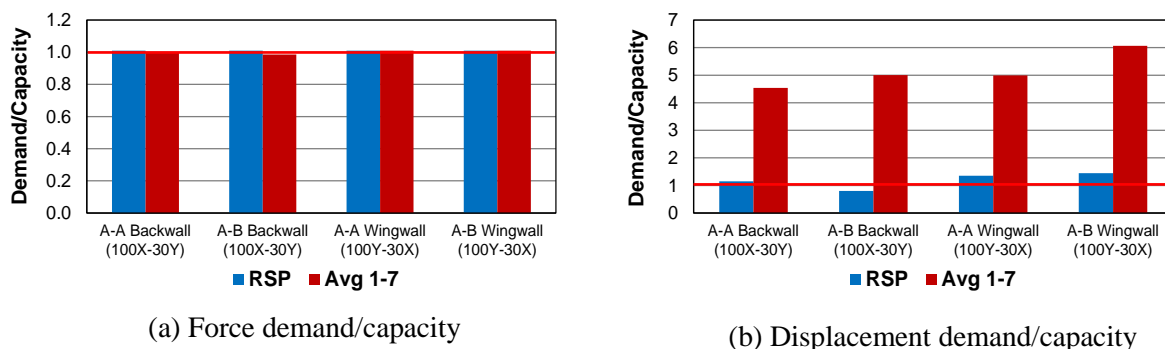 Demand/Capacity
1.2
1.0
0.8
0.6
0.4
0.2
0.0
A-A Backwall
(100X-30Y)
A-B Backwall
(100X-30Y)
A-A Wingwall
(100Y-30X)
A-B Wingwall
(100Y-30X)
RSP Avg 1-7
(a) Force demand/capacity
Demand/Capacity
7
6
5
4
3
2
1
0
A-A Backwall
(100X-30Y)
A-B Backwall
(100X-30Y)
A-A Wingwall
(100Y-30X)
A-B Wingwall
(100Y-30X)
RSP Avg 1-7
(b) Displacement demand/capacity